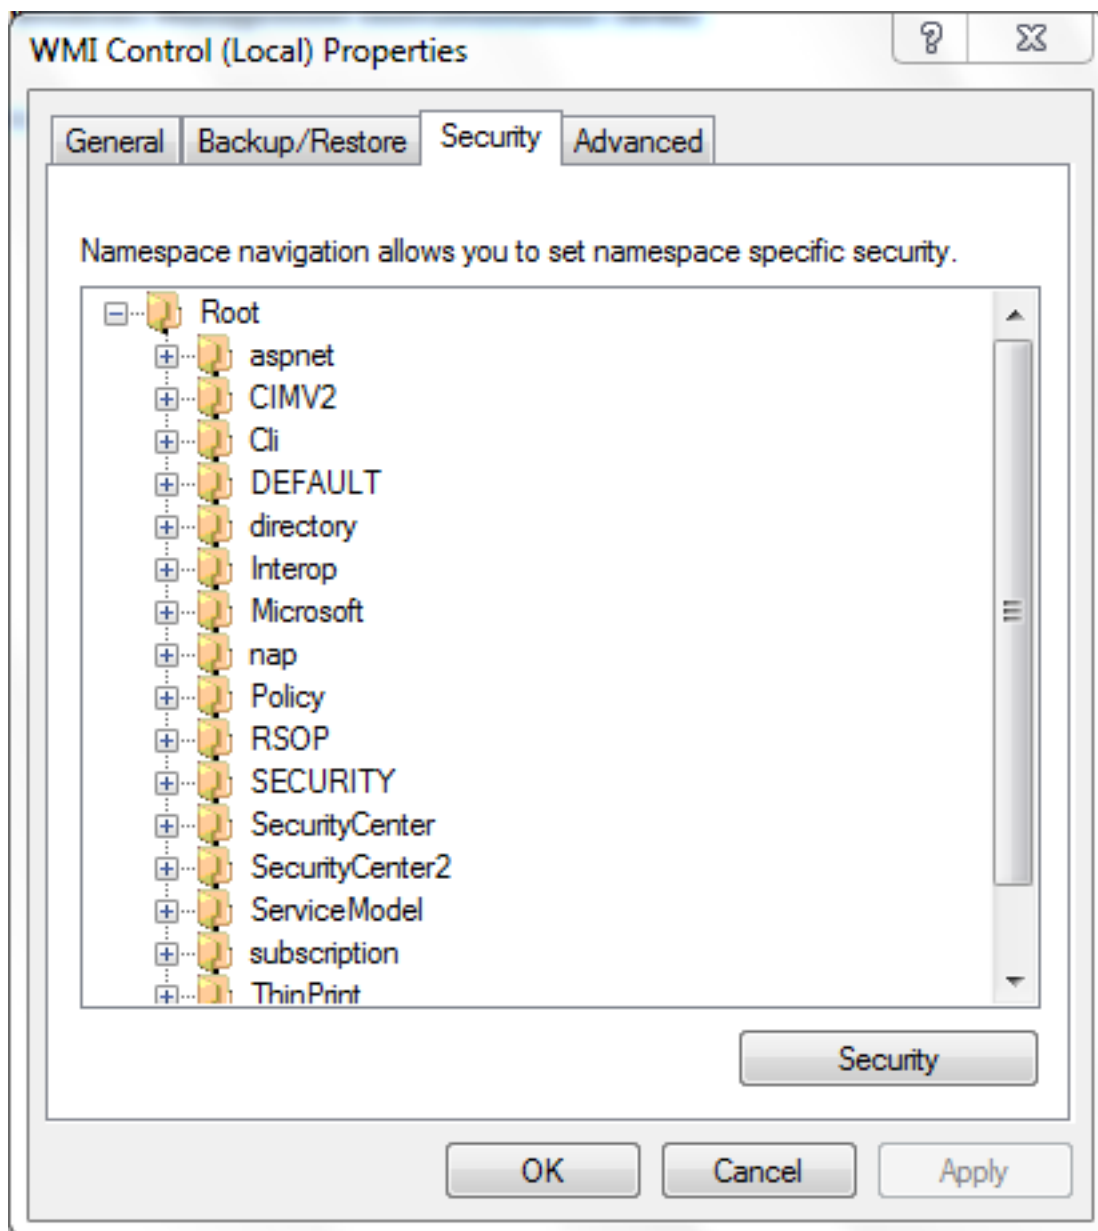 WMI Control (Local) Properties
General Backup/Restore Security Advanced
Namespace navigation allows you to set namespace specific security.
Root
aspnet
CIMV2
Cli
DEFAULT
directory
Interop
Microsoft
nap
Policy
RSOP
SECURITY
SecurityCenter
SecurityCenter2
ServiceModel
subscription
ThinPrint
Security
OK Cancel Apply